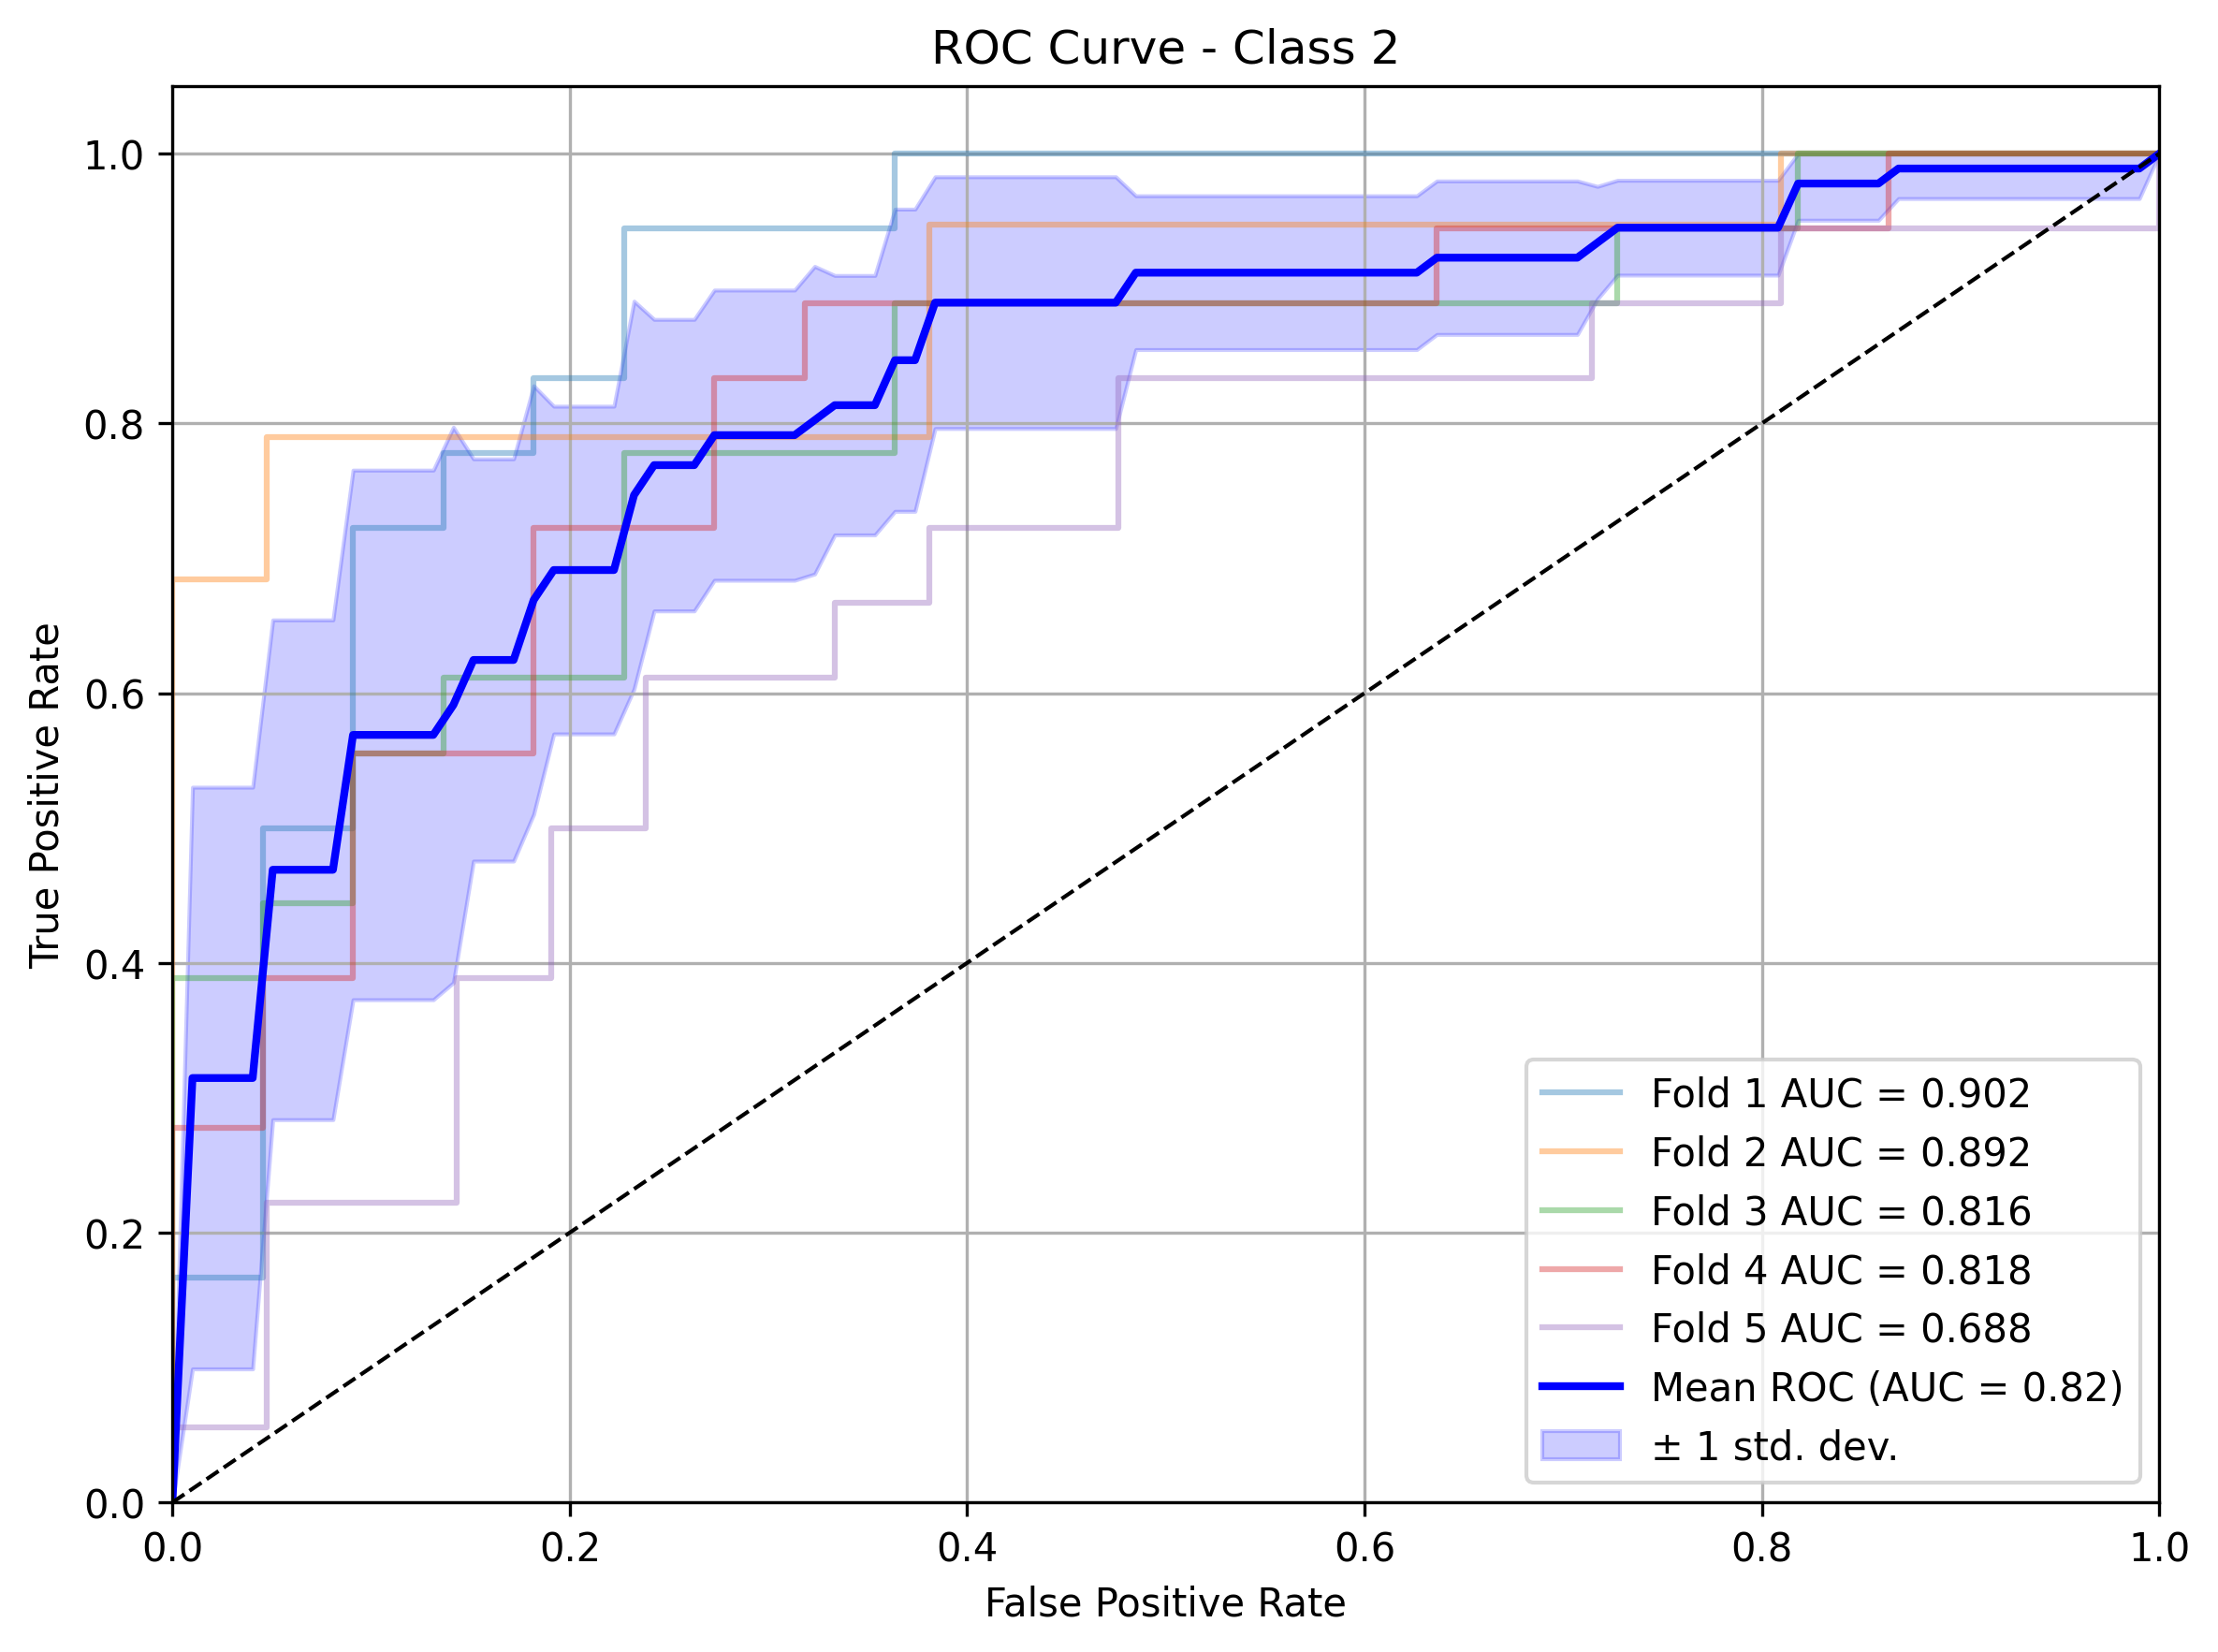 ROC Curve - Class 2
1.0
0.8
0.6
0.4
0.2
0.0
True Positive Rate
0.0 0.2 0.4 0.6 0.8 1.0
False Positive Rate
Fold 1 AUC = 0.902
Fold 2 AUC = 0.892
Fold 3 AUC = 0.816
Fold 4 AUC = 0.818
Fold 5 AUC = 0.688
Mean ROC (AUC = 0.82)
± 1 std. dev.